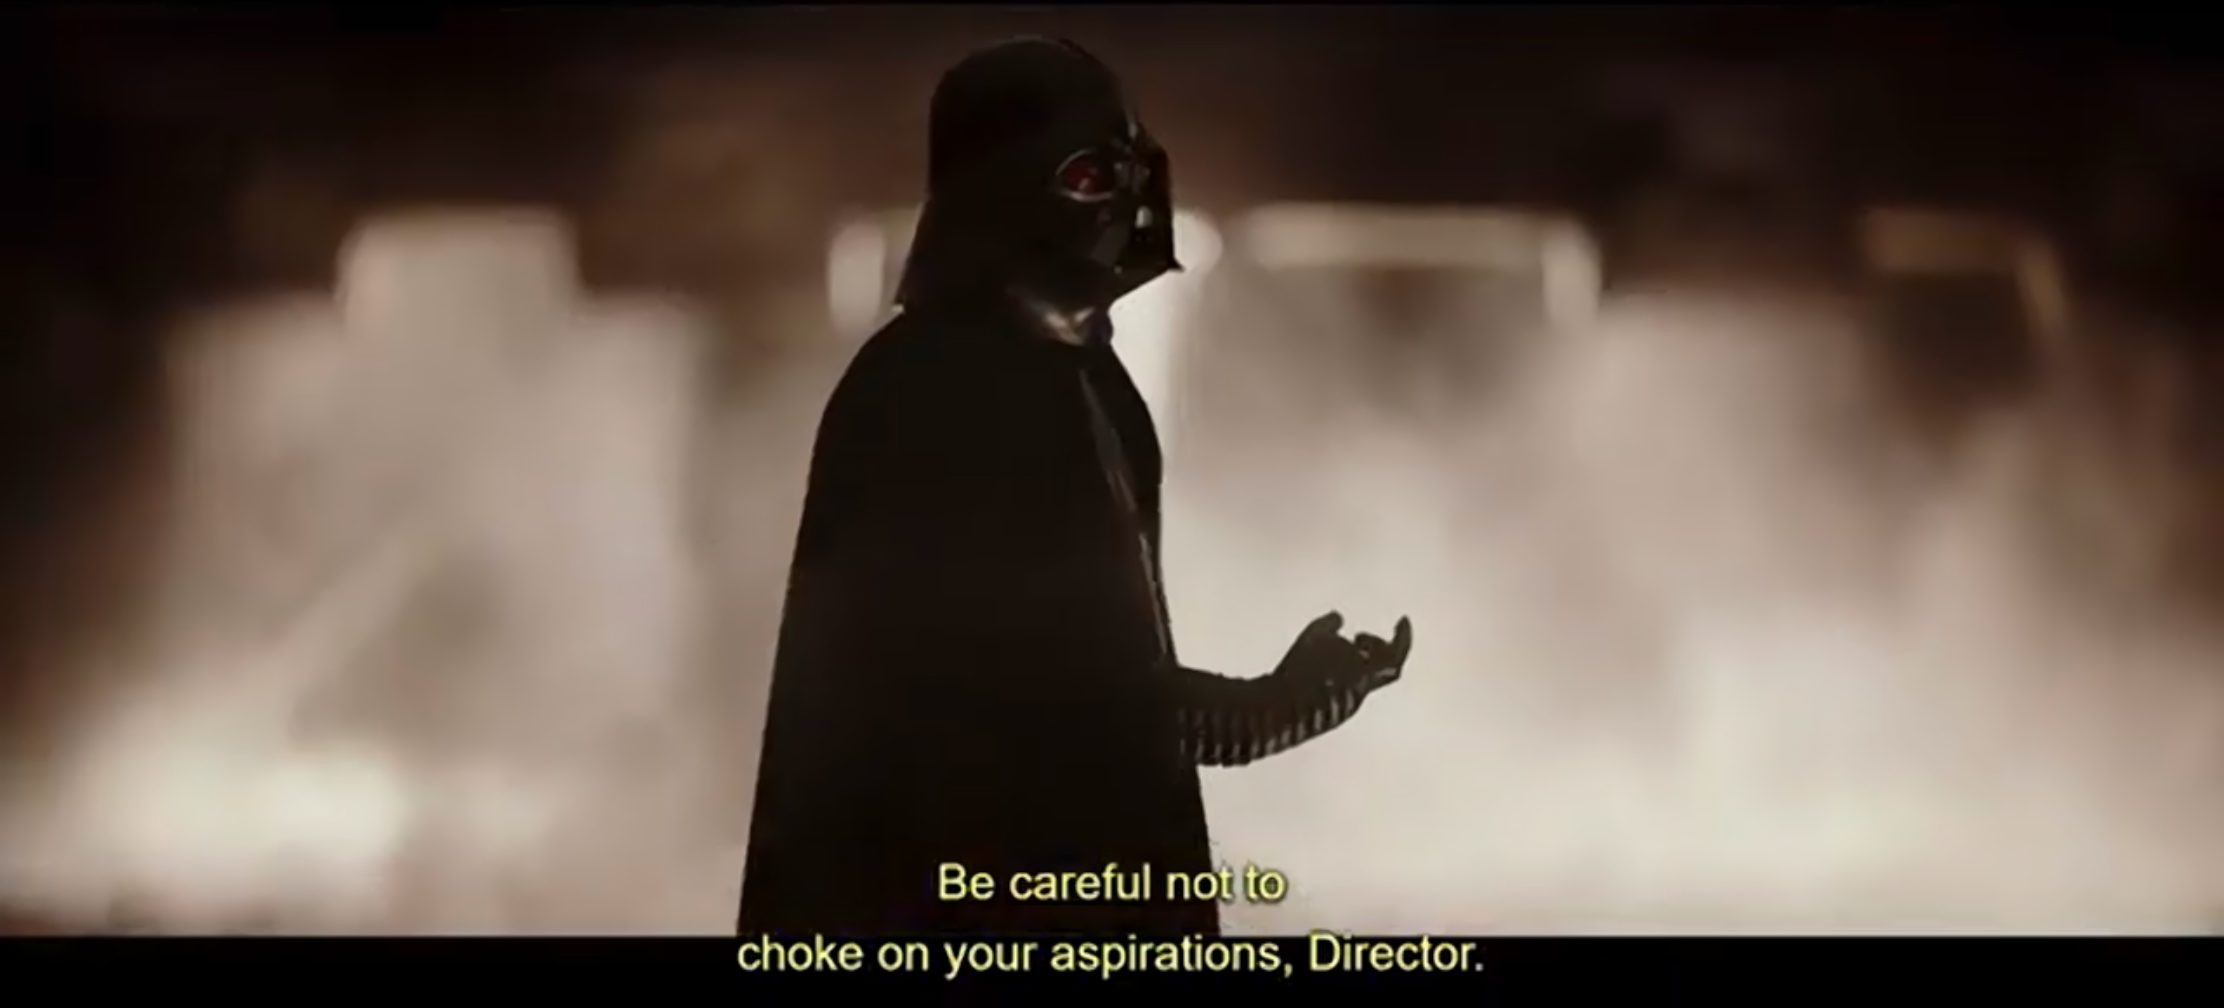 Be careful not to
choke on your aspirations, Director.